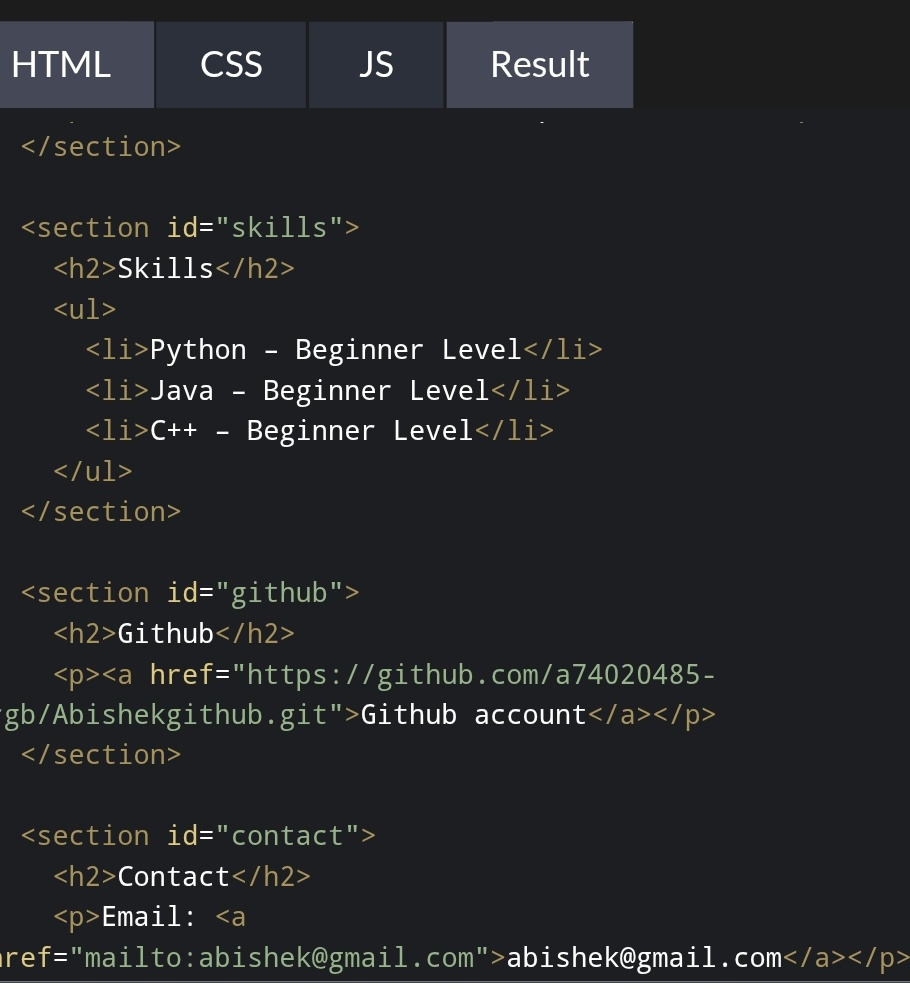 HTML CSS JS Result
</section>
<section id="skills">
<h2>Skills</h2>
<ul>
<li>Python – Beginner Level</li>
<li>Java – Beginner Level</li>
<li>C++ – Beginner Level</li>
</ul>
</section>
<section id="github">
<h2>Github</h2>
<p><a href="https://github.com/a74020485-
rgb/Abishekgithub.git">Github account</a></p>
</section>
<section id="contact">
<h2>Contact</h2>
<p>Email: <a
href="mailto:abishek@gmail.com">abishek@gmail.com</a></p>